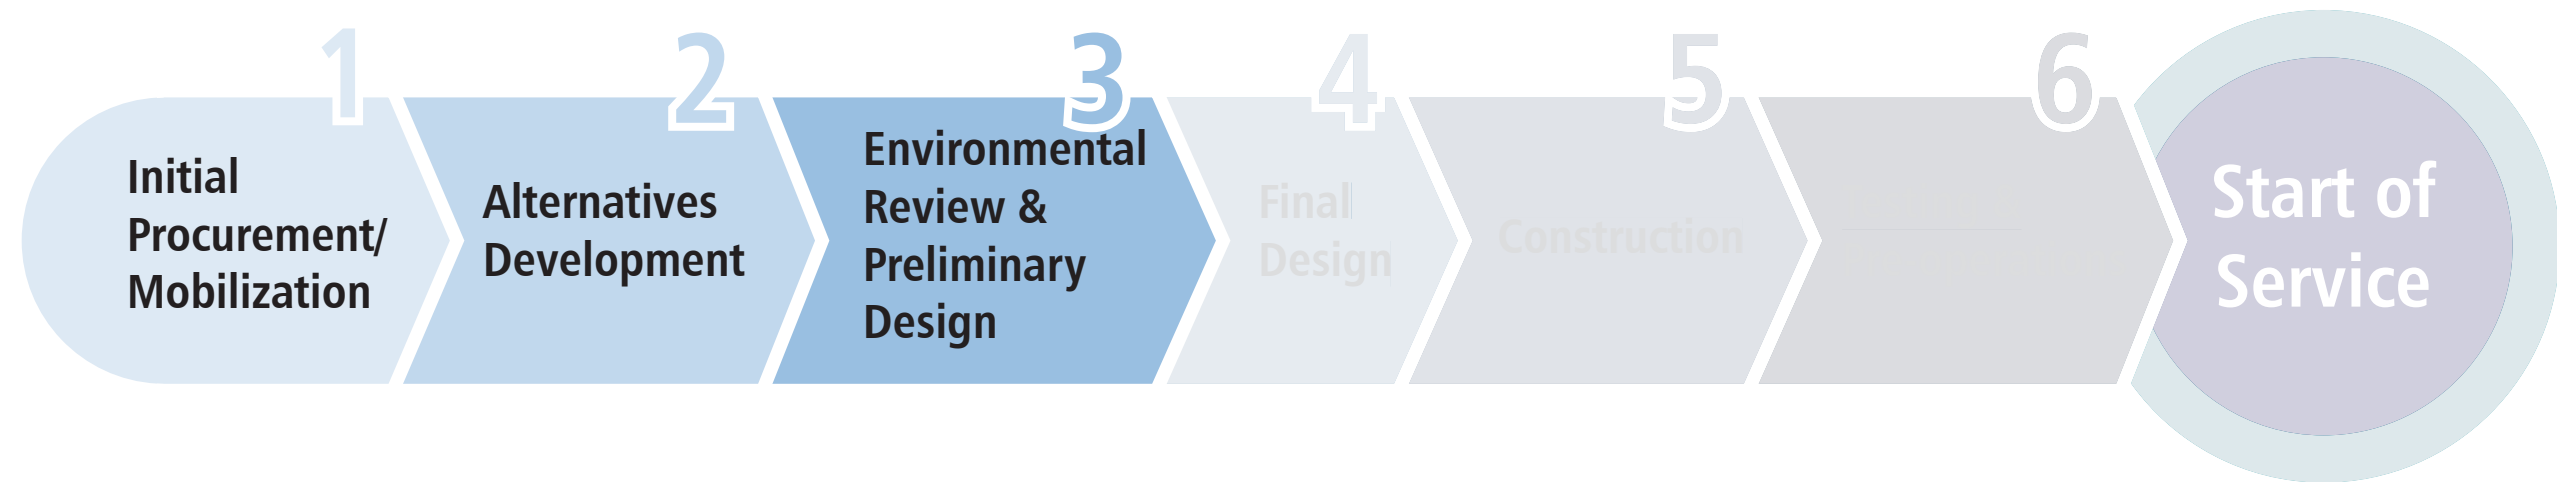 1
Initial
Procurement/
Mobilization
2
Alternatives
Development
3
Environmental
Review &
Preliminary
Design
4
Final
Design
5
Construction
6
Start of
Service